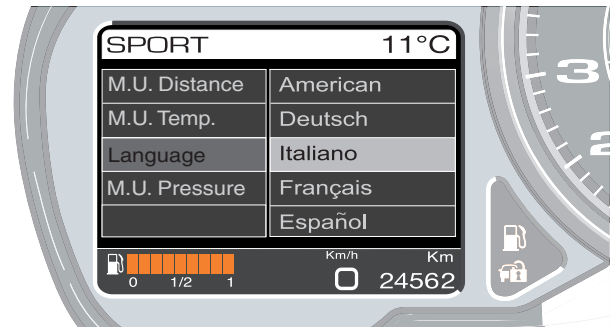 SPORT 11°C
M.U. Distance American
M.U. Temp. Deutsch
Language Italiano
M.U. Pressure Français
Español
Km/h Km
0 1/2 1 0 24562
3
2